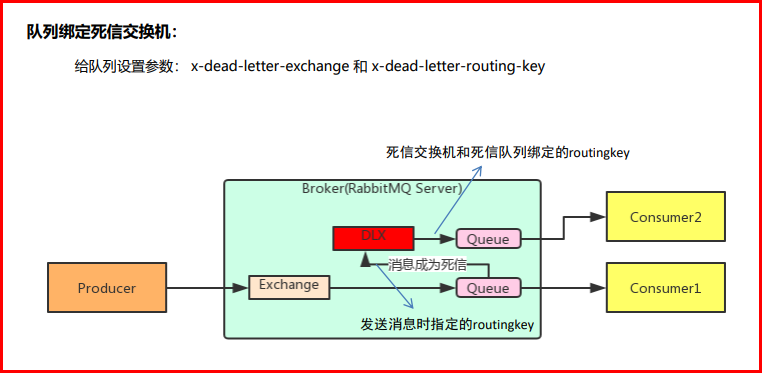 队列绑定死信交换机：
给队列设置参数： x-dead-letter-exchange 和 x-dead-letter-routing-key
死信交换机和死信队列绑定的routingkey
Broker(RabbitMQ Server)
DLX
Queue
Consumer2
消息成为死信
Producer
Exchange
Queue
Consumer1
发送消息时指定的routingkey